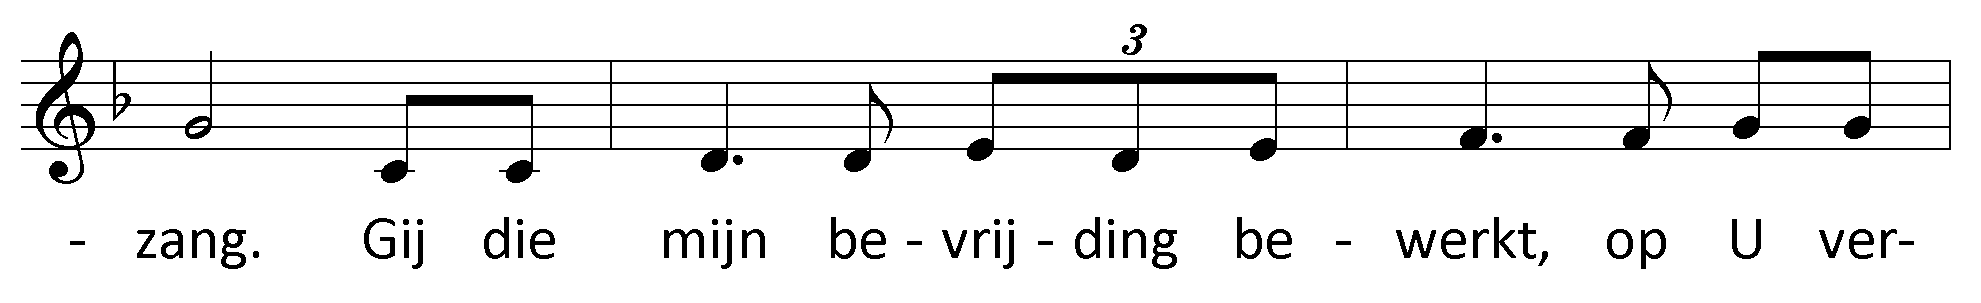 3
- zang. Gij die mijn be - vrij - ding be - werkt, op U ver-